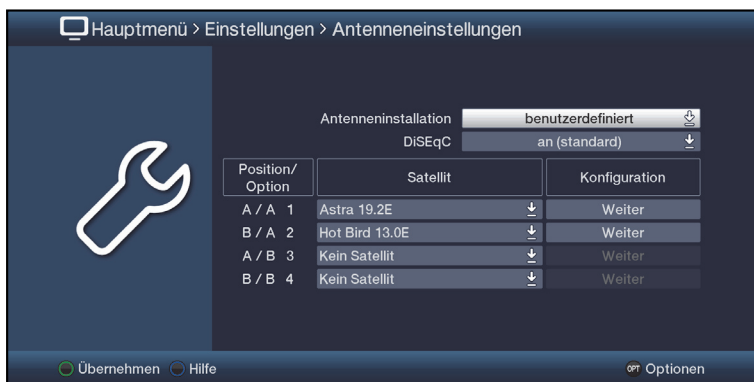 Hauptmenü > Einstellungen > Antenneneinstellungen
Antenneninstallation benutzerdefiniert
DiSEqC an (standard)
Position/ Option Satellit Konfiguration
A / A 1 Astra 19.2E Weiter
B / A 2 Hot Bird 13.0E Weiter
A / B 3 Kein Satellit Weiter
B / B 4 Kein Satellit Weiter
Übernehmen Hilfe OPT Optionen